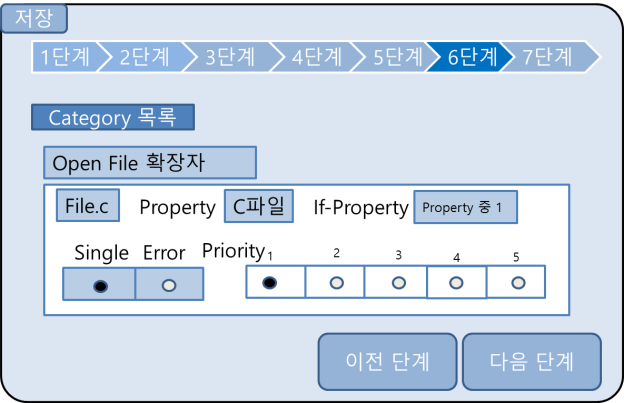 저장
1단계 2단계 3단계 4단계 5단계 6단계 7단계
Category 목록
Open File 확장자
File.c Property C파일 If-Property Property 중 1
Single Error Priority 1 2 3 4 5
이전 단계 다음 단계